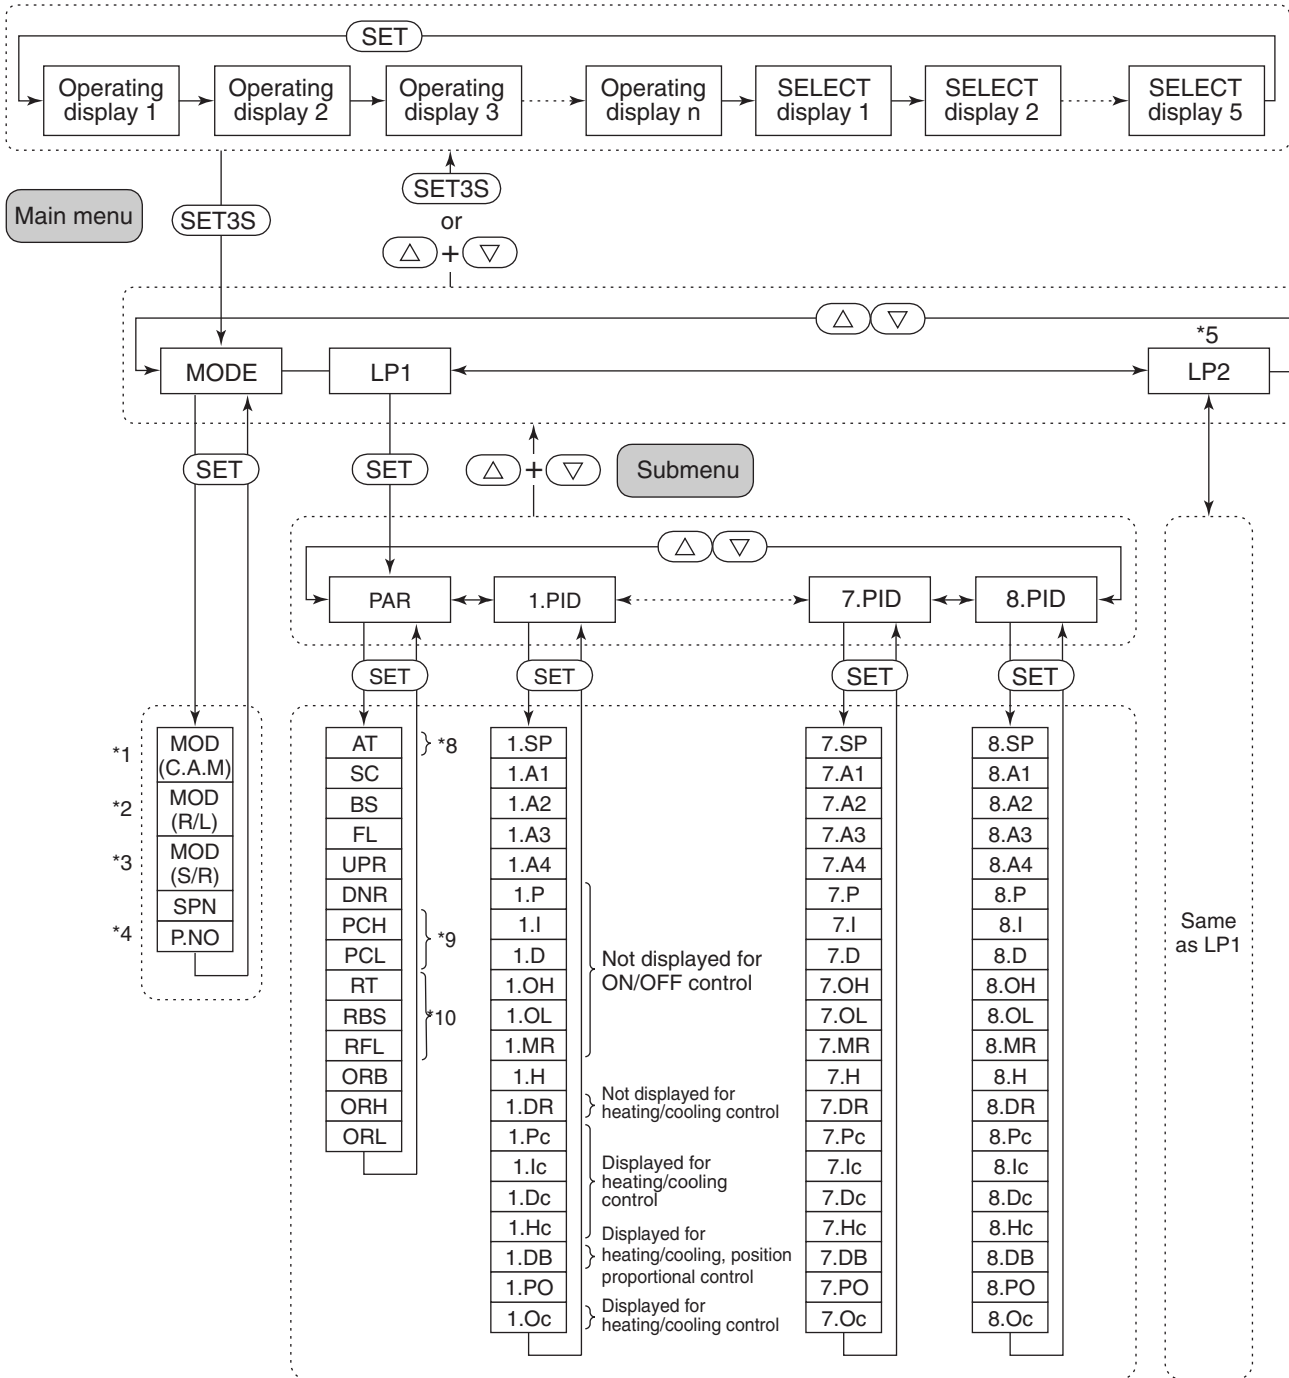 SET
Operating
display 1
Operating
display 2
Operating
display 3
Operating
display n
SELECT
display 1
SELECT
display 2
SELECT
display 5
Main menu
SET3S
SET3S
or
△ + ▽
△ ▽
*5
MODE
LP1
LP2
SET
SET
△ + ▽
Submenu
△ ▽
PAR
1.PID
7.PID
8.PID
SET
SET
SET
SET
*1
MOD
(C.A.M)
*2
MOD
(R/L)
*3
MOD
(S/R)
SPN
*4
P.NO
AT
*8
SC
BS
FL
UPR
DNR
PCH
PCL
*9
RT
RBS
RFL
*10
ORB
ORH
ORL
1.SP
1.A1
1.A2
1.A3
1.A4
1.P
1.I
1.D
1.OH
1.OL
1.MR
1.H
1.DR
1.Pc
1.Ic
1.Dc
1.Hc
1.DB
1.PO
1.Oc
Not displayed for
ON/OFF control
Not displayed for
heating/cooling control
Displayed for
heating/cooling
control
Displayed for
heating/cooling, position
proportional control
Displayed for
heating/cooling control
7.SP
7.A1
7.A2
7.A3
7.A4
7.P
7.I
7.D
7.OH
7.OL
7.MR
7.H
7.DR
7.Pc
7.Ic
7.Dc
7.Hc
7.DB
7.PO
7.Oc
8.SP
8.A1
8.A2
8.A3
8.A4
8.P
8.I
8.D
8.OH
8.OL
8.MR
8.H
8.DR
8.Pc
8.Ic
8.Dc
8.Hc
8.DB
8.PO
8.Oc
Same
as LP1